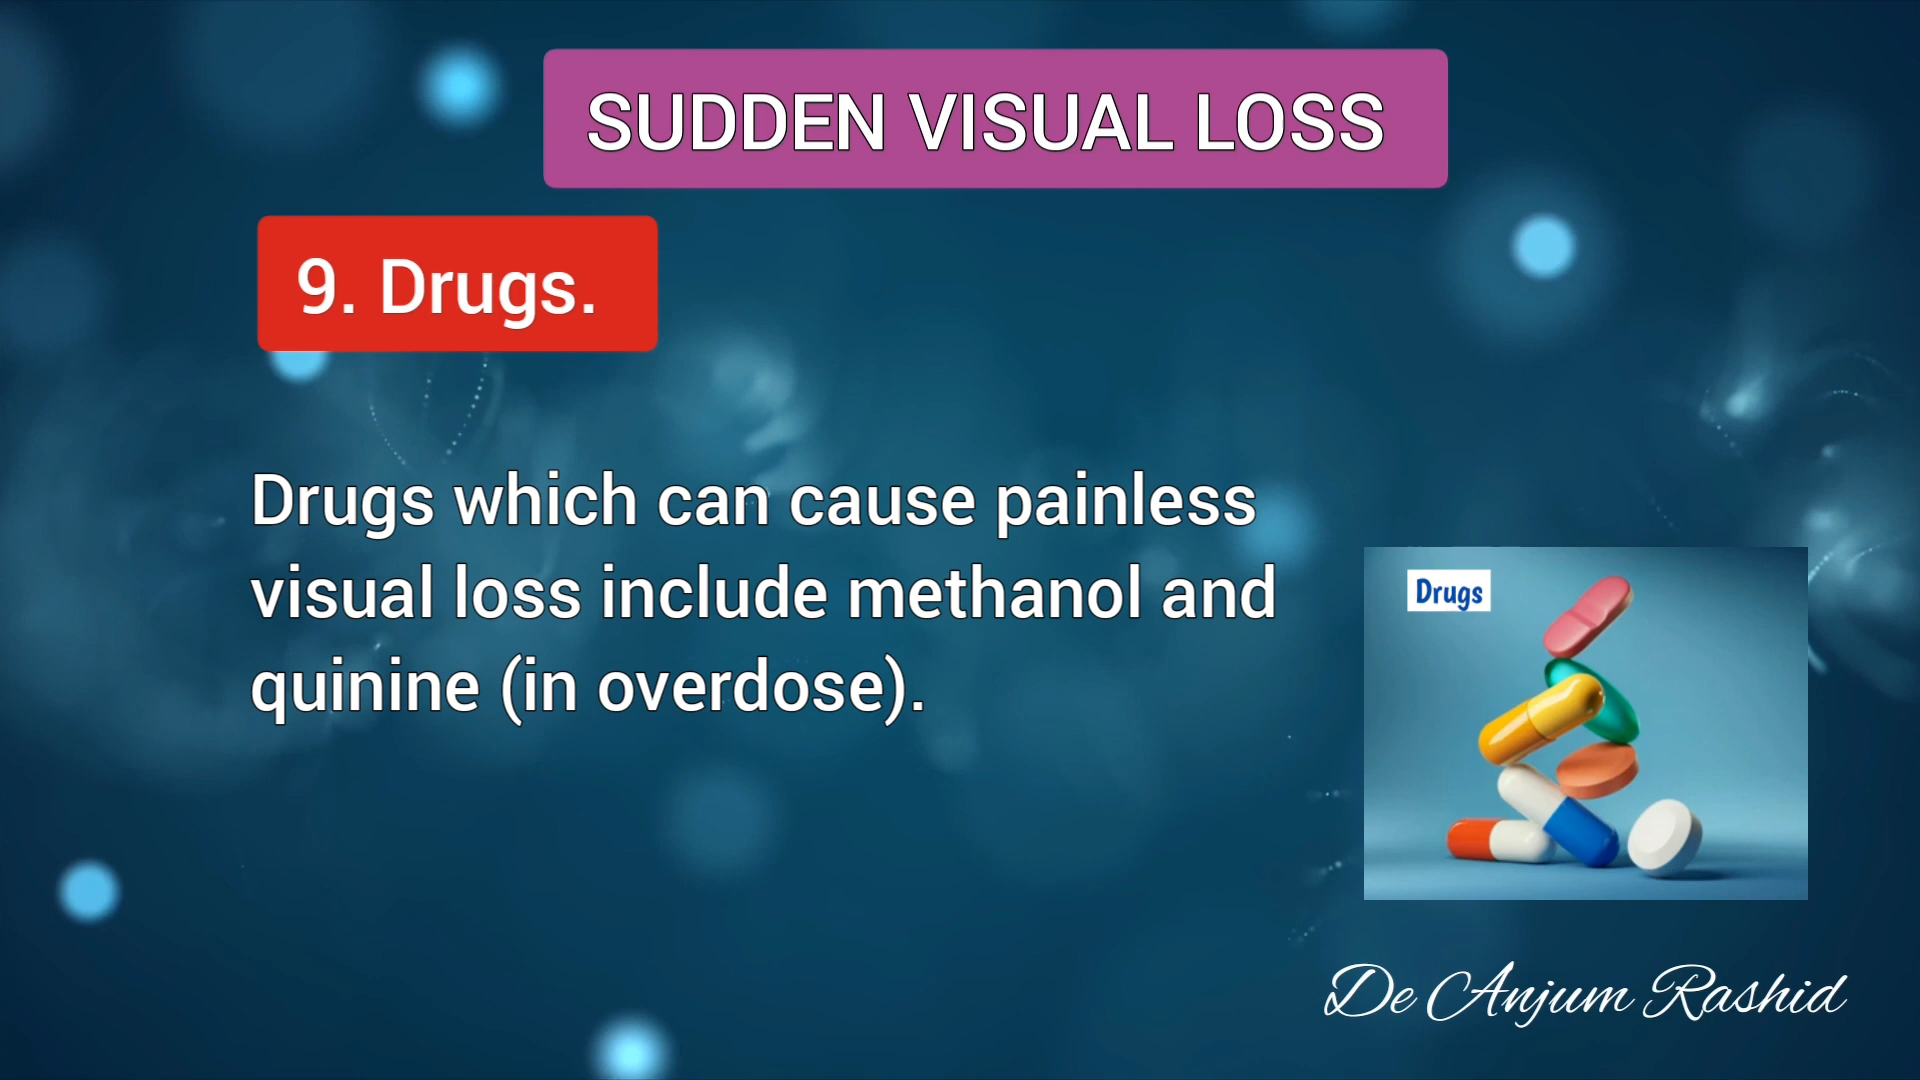 SUDDEN VISUAL LOSS
9. Drugs.
Drugs which can cause painless
visual loss include methanol and
quinine (in overdose).
Drugs
De Anjum Rashid